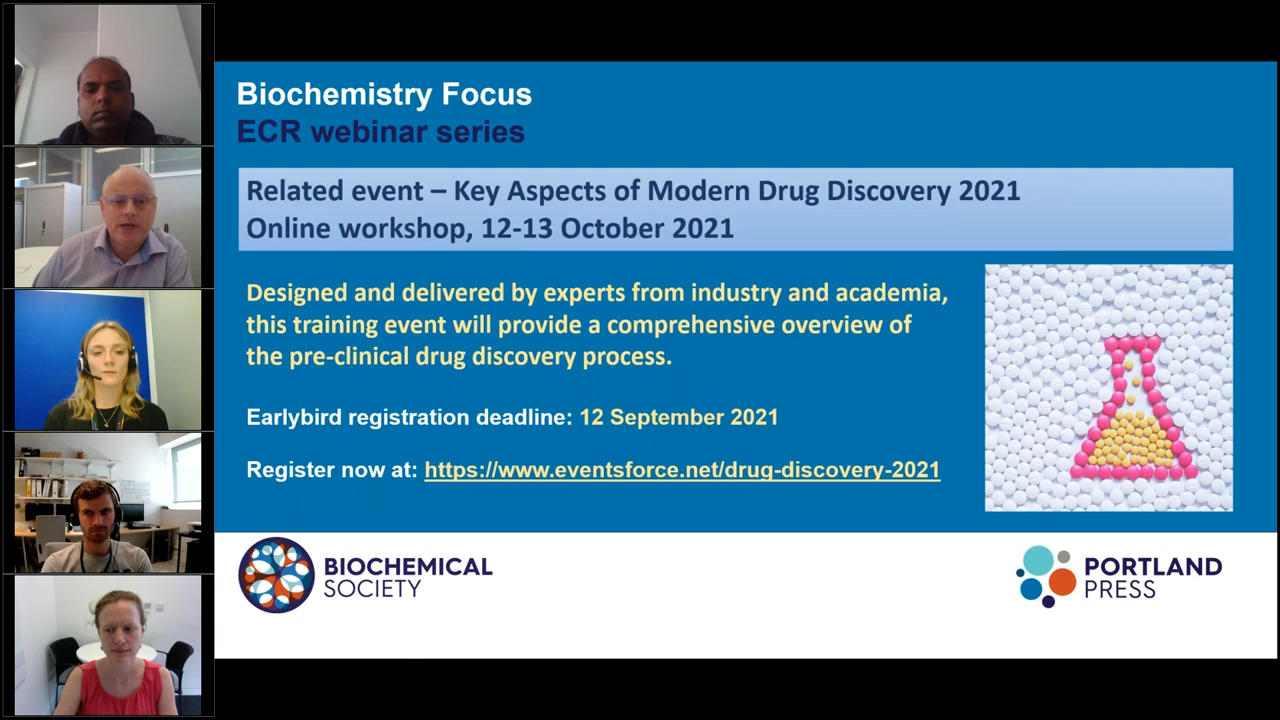 Biochemistry Focus
ECR webinar series
Related event – Key Aspects of Modern Drug Discovery 2021
Online workshop, 12-13 October 2021
Designed and delivered by experts from industry and academia,
this training event will provide a comprehensive overview of
the pre-clinical drug discovery process.
Earlybird registration deadline: 12 September 2021
Register now at: https://www.eventsforce.net/drug-discovery-2021
BIOCHEMICAL
SOCIETY
PORTLAND
PRESS